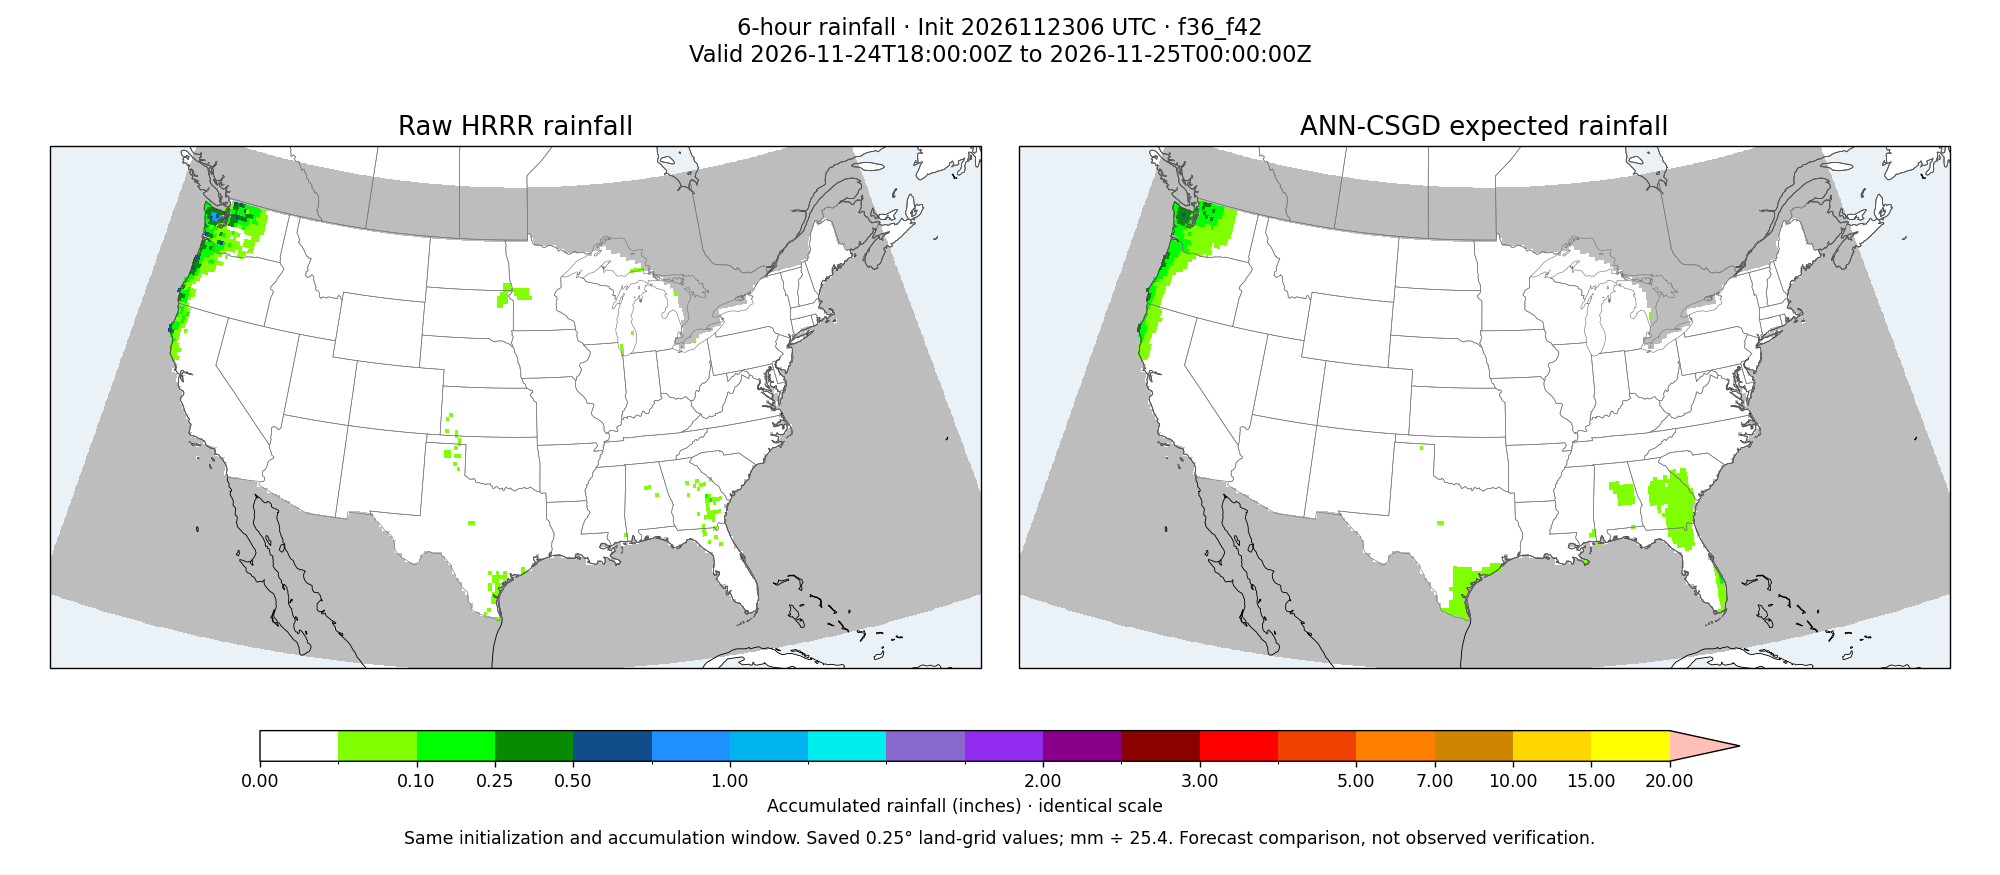 6-hour rainfall · Init 2026112306 UTC · f36_f42
Valid 2026-11-24T18:00:00Z to 2026-11-25T00:00:00Z
Raw HRRR rainfall
ANN-CSGD expected rainfall
0.00 0.10 0.25 0.50 1.00 2.00 3.00 5.00 7.00 10.00 15.00 20.00
Accumulated rainfall (inches) · identical scale
Same initialization and accumulation window. Saved 0.25° land-grid values; mm ÷ 25.4. Forecast comparison, not observed verification.